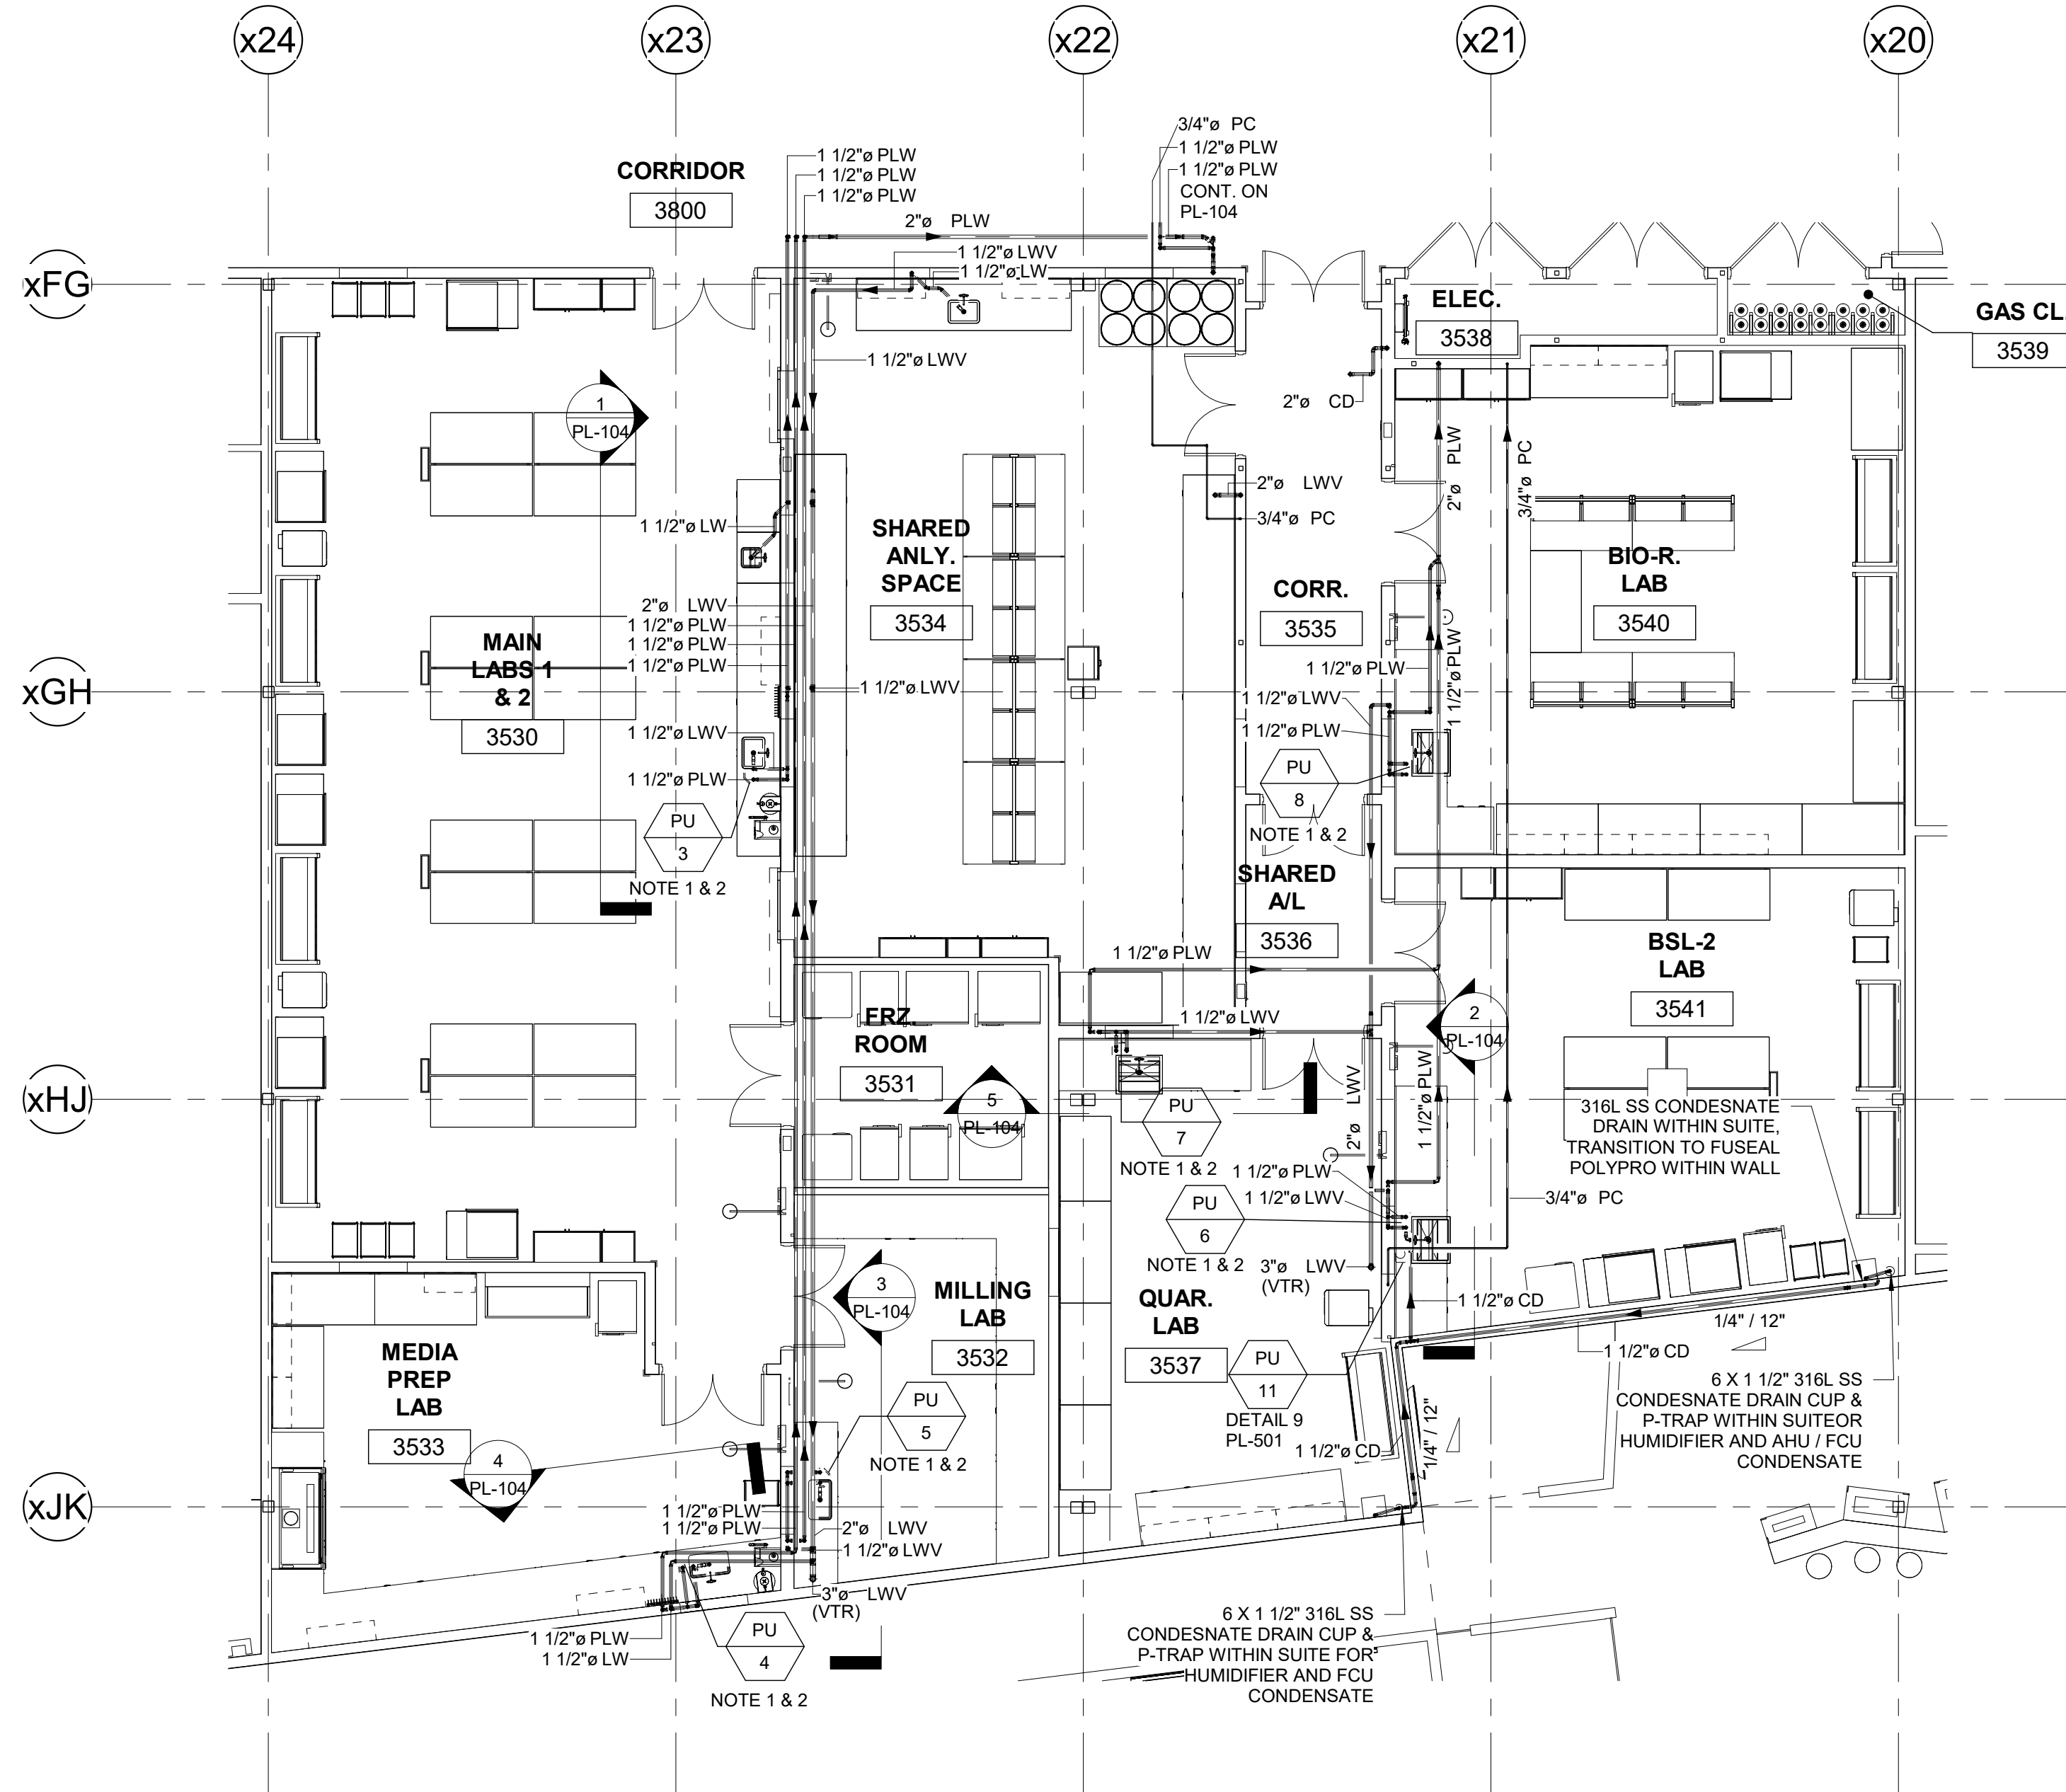 x24
x23
x22
x21
x20
3/4"ø PC
1 1/2"ø PLW
1 1/2"ø PLW
CONT. ON
PL-104
1 1/2"ø PLW
1 1/2"ø PLW
1 1/2"ø PLW
CORRIDOR
3800
2"ø PLW
1 1/2"ø LWV
1 1/2"ø LW
xFG
ELEC.
3538
GAS CL.
3539
1 1/2"ø LWV
2"ø CD
1
PL-104
2"ø PLW
3/4"ø PC
2"ø LWV
3/4"ø PC
1 1/2"ø LW
SHARED
ANLY.
SPACE
3534
BIO-R.
LAB
3540
CORR.
3535
2"ø LWV
1 1/2"ø PLW
1 1/2"ø PLW
1 1/2"ø PLW
MAIN
LABS 1
& 2
3530
1 1/2"ø PLW
1 1/2"ø PLW
xGH
1 1/2"ø LWV
1 1/2"ø LWV
1 1/2"ø PLW
1 1/2"ø LWV
1 1/2"ø PLW
PU
8
NOTE 1 & 2
PU
3
NOTE 1 & 2
SHARED
A/L
3536
1 1/2"ø PLW
BSL-2
LAB
3541
1 1/2"ø LWV
2
PL-104
FRZ.
ROOM
3531
5
PL-104
xHJ
PU
7
NOTE 1 & 2
2"ø LWV
1 1/2"ø PLW
316L SS CONDESNATE
DRAIN WITHIN SUITE,
TRANSITION TO FUSEAL
POLYPRO WITHIN WALL
3/4"ø PC
1 1/2"ø PLW
1 1/2"ø LWV
PU
6
NOTE 1 & 2
3"ø LWV
(VTR)
3
PL-104
MILLING
LAB
3532
QUAR.
LAB
3537
1 1/2"ø CD
1/4" / 12"
1 1/2"ø CD
PU
11
DETAIL 9
PL-501
1 1/2"ø CD
1/4" / 12"
6 X 1 1/2" 316L SS
CONDESNATE DRAIN CUP &
P-TRAP WITHIN SUITEOR
HUMIDIFIER AND AHU / FCU
CONDENSATE
MEDIA
PREP
LAB
3533
4
PL-104
PU
5
NOTE 1 & 2
xJK
1 1/2"ø PLW
1 1/2"ø PLW
2"ø LWV
1 1/2"ø LWV
3"ø LWV
(VTR)
1 1/2"ø PLW
1 1/2"ø LW
PU
4
NOTE 1 & 2
6 X 1 1/2" 316L SS
CONDESNATE DRAIN CUP &
P-TRAP WITHIN SUITE FOR
HUMIDIFIER AND FCU
CONDENSATE